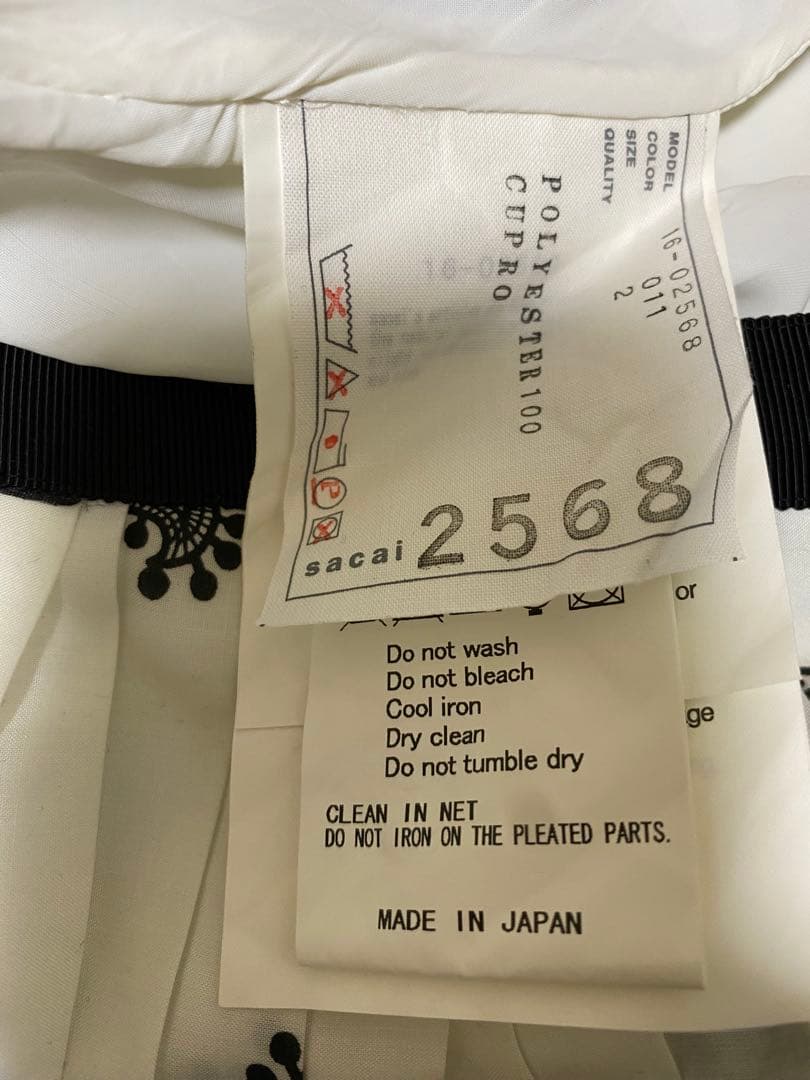 MODEL 16-02568
COLOR 011
SIZE 2
QUALITY
POLYESTER100
CUPRO
sacai 2568
16-0
or
ge
Do not wash
Do not bleach
Cool iron
Dry clean
Do not tumble dry
CLEAN IN NET
DO NOT IRON ON THE PLEATED PARTS.
MADE IN JAPAN